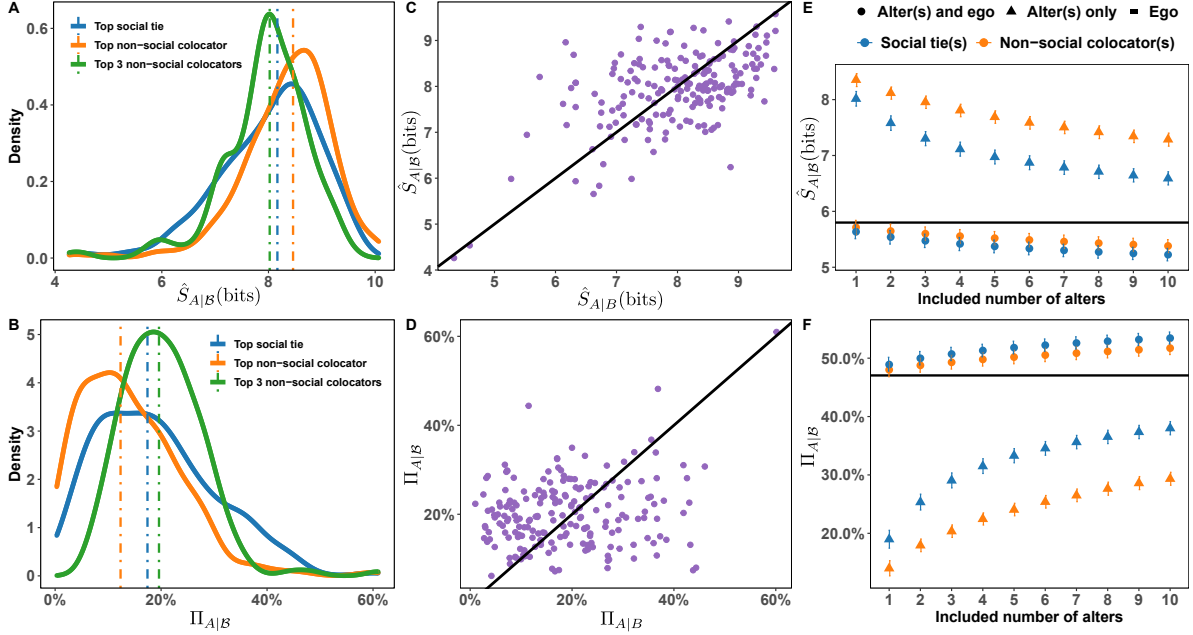 A
Top social tie
Top non-social colocator
Top 3 non-social colocators
Density
0.6
0.4
0.2
0.0
4
6
8
10
Ŝ_{A|ℬ}(bits)
B
Top social tie
Top non-social colocator
Top 3 non-social colocators
Density
5
4
3
2
1
0
0%
20%
40%
60%
Π_{A|ℬ}
C
Ŝ_{A|ℬ}(bits)
9
8
7
6
5
4
5
6
7
8
9
Ŝ_{A|B}(bits)
D
Π_{A|ℬ}
60%
40%
20%
0%
20%
40%
60%
Π_{A|B}
E
Alter(s) and ego
Alter(s) only
Ego
Social tie(s)
Non-social colocator(s)
Ŝ_{A|ℬ}(bits)
8
7
6
5
1 2 3 4 5 6 7 8 9 10
Included number of alters
F
Π_{A|ℬ}
50.0%
40.0%
30.0%
20.0%
1 2 3 4 5 6 7 8 9 10
Included number of alters